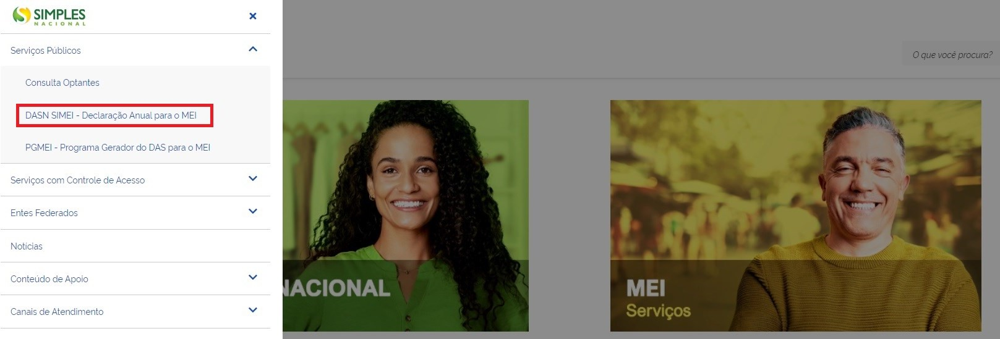 SIMPLES
NACIONAL
Serviços Públicos
Consulta Optantes
DASN SIMEI - Declaração Anual para o MEI
PGMEI - Programa Gerador do DAS para o MEI
Serviços com Controle de Acesso
Entes Federados
Notícias
Conteúdo de Apoio
Canais de Atendimento
O que você procura?
NACIONAL
MEI
Serviços